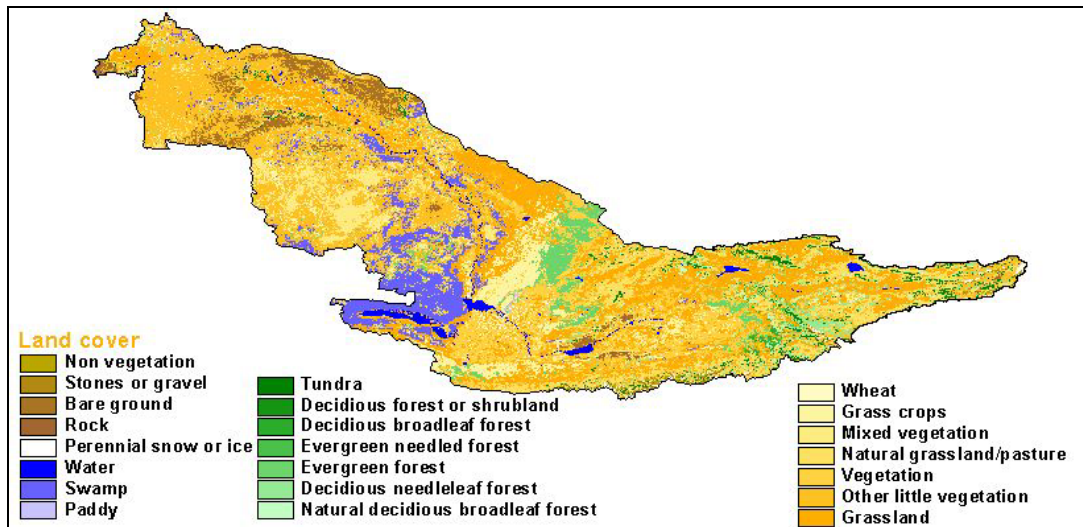 Land cover
Non vegetation
Stones or gravel
Bare ground
Rock
Perennial snow or ice
Water
Swamp
Paddy
Tundra
Decidious forest or shrubland
Decidious broadleaf forest
Evergreen needled forest
Evergreen forest
Decidious needleleaf forest
Natural decidious broadleaf forest
Wheat
Grass crops
Mixed vegetation
Natural grassland/pasture
Vegetation
Other little vegetation
Grassland